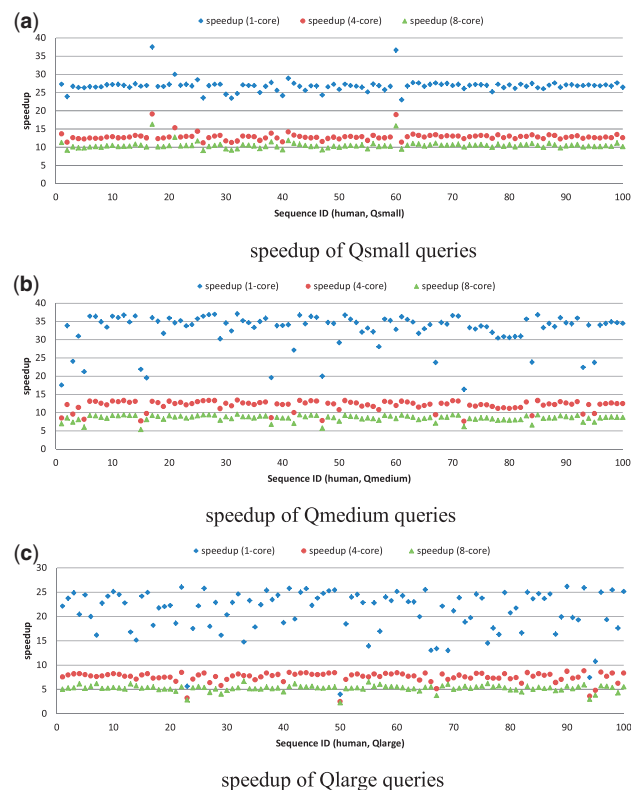 (a)
speedup (1-core) speedup (4-core) speedup (8-core)
40
35
30
25
20
15
10
5
0
speedup
0 10 20 30 40 50 60 70 80 90 100
Sequence ID (human, Qsmall)
speedup of Qsmall queries
(b)
speedup (1-core) speedup (4-core) speedup (8-core)
40
35
30
25
20
15
10
5
0
speedup
0 10 20 30 40 50 60 70 80 90 100
Sequence ID (human, Qmedium)
speedup of Qmedium queries
(c)
speedup (1-core) speedup (4-core) speedup (8-core)
30
25
20
15
10
5
0
speedup
0 10 20 30 40 50 60 70 80 90 100
Sequence ID (human, Qlarge)
speedup of Qlarge queries